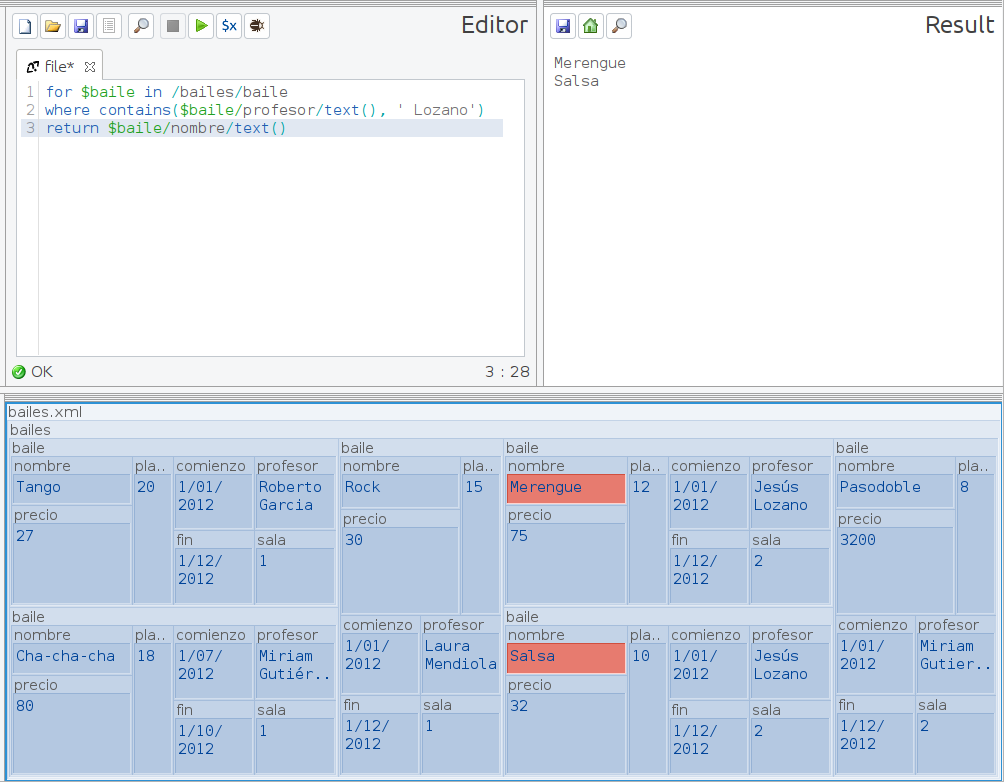 $x
Editor
Result
file*
1 for $baile in /bailes/baile
2 where contains($baile/profesor/text(), ' Lozano')
3 return $baile/nombre/text()
OK
3 : 28
Merengue
Salsa
bailes.xml
bailes
baile
nombre
Tango
precio
27
pla..
20
comienzo
1/01/
2012
profesor
Roberto
Garcia
fin
1/12/
2012
sala
1
baile
nombre
Cha-cha-cha
precio
80
pla..
18
comienzo
1/07/
2012
profesor
Miriam
Gutiér..
fin
1/10/
2012
sala
1
baile
nombre
Rock
precio
30
pla..
15
comienzo
1/01/
2012
profesor
Laura
Mendiola
fin
1/12/
2012
sala
1
baile
nombre
Merengue
precio
75
pla..
12
comienzo
1/01/
2012
profesor
Jesús
Lozano
fin
1/12/
2012
sala
2
baile
nombre
Salsa
precio
32
pla..
10
comienzo
1/01/
2012
profesor
Jesús
Lozano
fin
1/12/
2012
sala
2
baile
nombre
Pasodoble
precio
3200
pla..
8
comienzo
1/01/
2012
profesor
Miriam
Gutier..
fin
1/12/
2012
sala
2